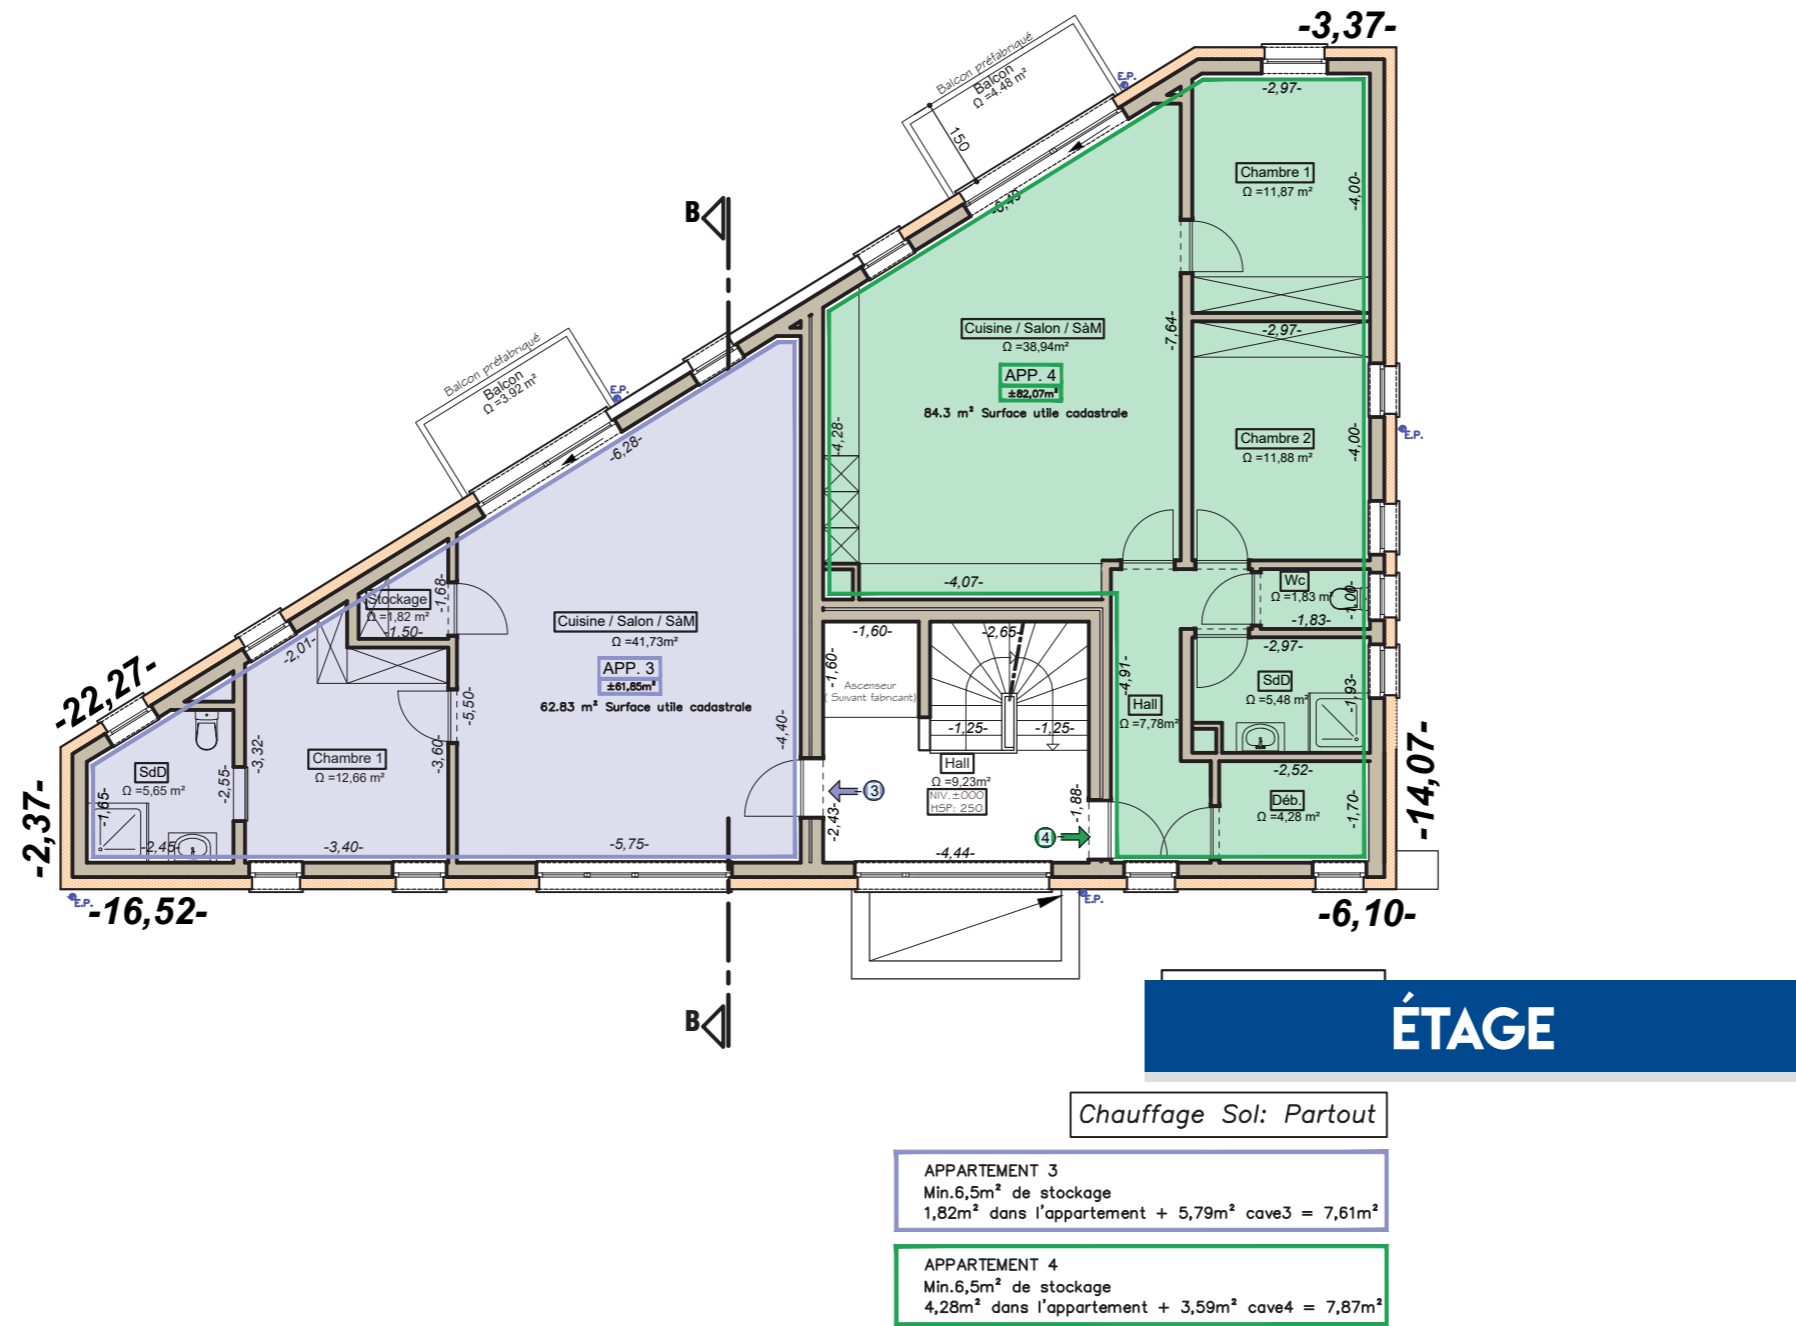 -3,37-
Balcon préfabriqué
Balcon
Ω =4.48 m²
150
E.P.
-2,97-
Chambre 1
Ω =11,87 m²
-4,00-
B
-7,64-
Cuisine / Salon / SàM
Ω =38,94m²
APP. 4
±82,07m²
84.3 m² Surface utile cadastrale
-4,28-
-2,97-
Chambre 2
Ω =11,88 m²
-4,00-
E.P.
Balcon préfabriqué
Balcon
Ω =3.92 m²
E.P.
-6,28-
-4,07-
Wc
Ω =1,83 m²
-1,00-
-1,83-
Stockage
Ω =1,82 m²
-1,50-
-1,68-
-2,01-
Cuisine / Salon / SàM
Ω =41,73m²
APP. 3
±61,85m²
62.83 m² Surface utile cadastrale
-1,60-
-1,60-
-2,65-
Ascenseur
( Suivant fabricant)
-1,25-
-1,25-
-4,91-
Hall
Ω =7,78m²
-2,97-
SdD
Ω =5,48 m²
-1,93-
-22,27-
-5,50-
-4,40-
Chambre 1
Ω =12,66 m²
-3,32-
-3,60-
SdD
Ω =5,65 m²
-2,55-
-1,65-
-2,45-
-3,40-
-5,75-
3
-2,43-
Hall
Ω =9,23m²
NIV. ±000
HSP: 250
-1,88-
4
-4,44-
-2,52-
Déb.
Ω =4,28 m²
-1,70-
-14,07-
-2,37-
E.P.
-16,52-
E.P.
-6,10-
B
ÉTAGE
Chauffage Sol: Partout
APPARTEMENT 3
Min.6,5m² de stockage
1,82m² dans l'appartement + 5,79m² cave3 = 7,61m²
APPARTEMENT 4
Min.6,5m² de stockage
4,28m² dans l'appartement + 3,59m² cave4 = 7,87m²